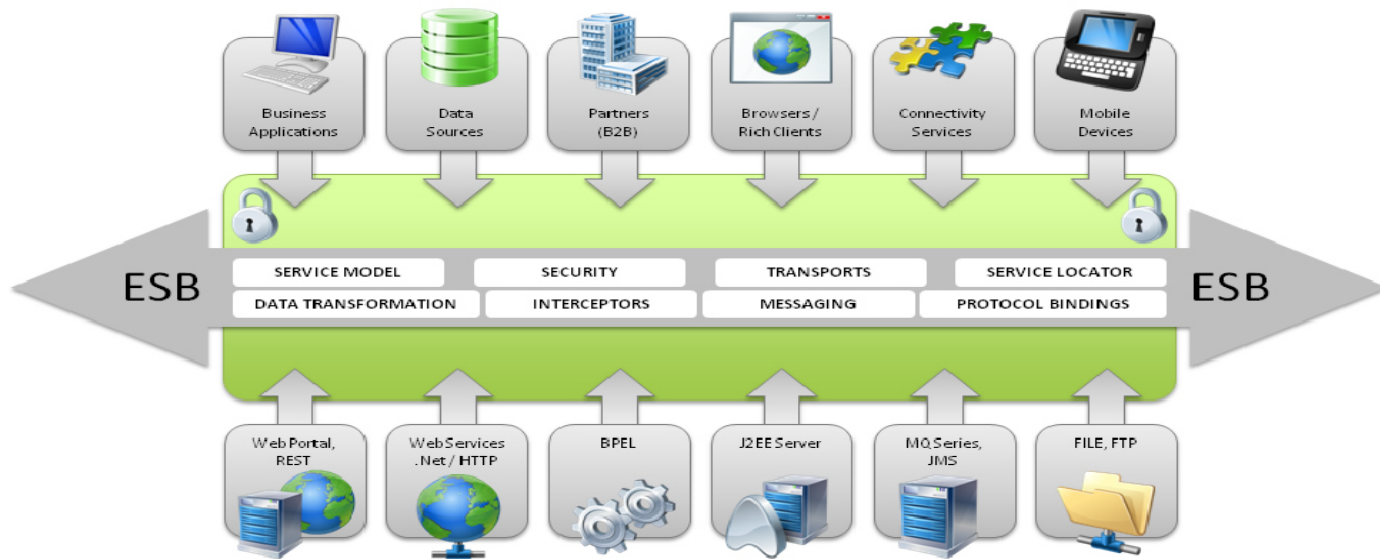 Business
Applications
Data
Sources
Partners
(B2B)
Browsers /
Rich Clients
Connectivity
Services
Mobile
Devices
ESB
SERVICE MODEL
SECURITY
TRANSPORTS
SERVICE LOCATOR
DATA TRANSFORMATION
INTERCEPTORS
MESSAGING
PROTOCOL BINDINGS
ESB
Web Portal,
REST
Web Services
.Net / HTTP
BPEL
J2EE Server
MQ Series,
JMS
FILE, FTP